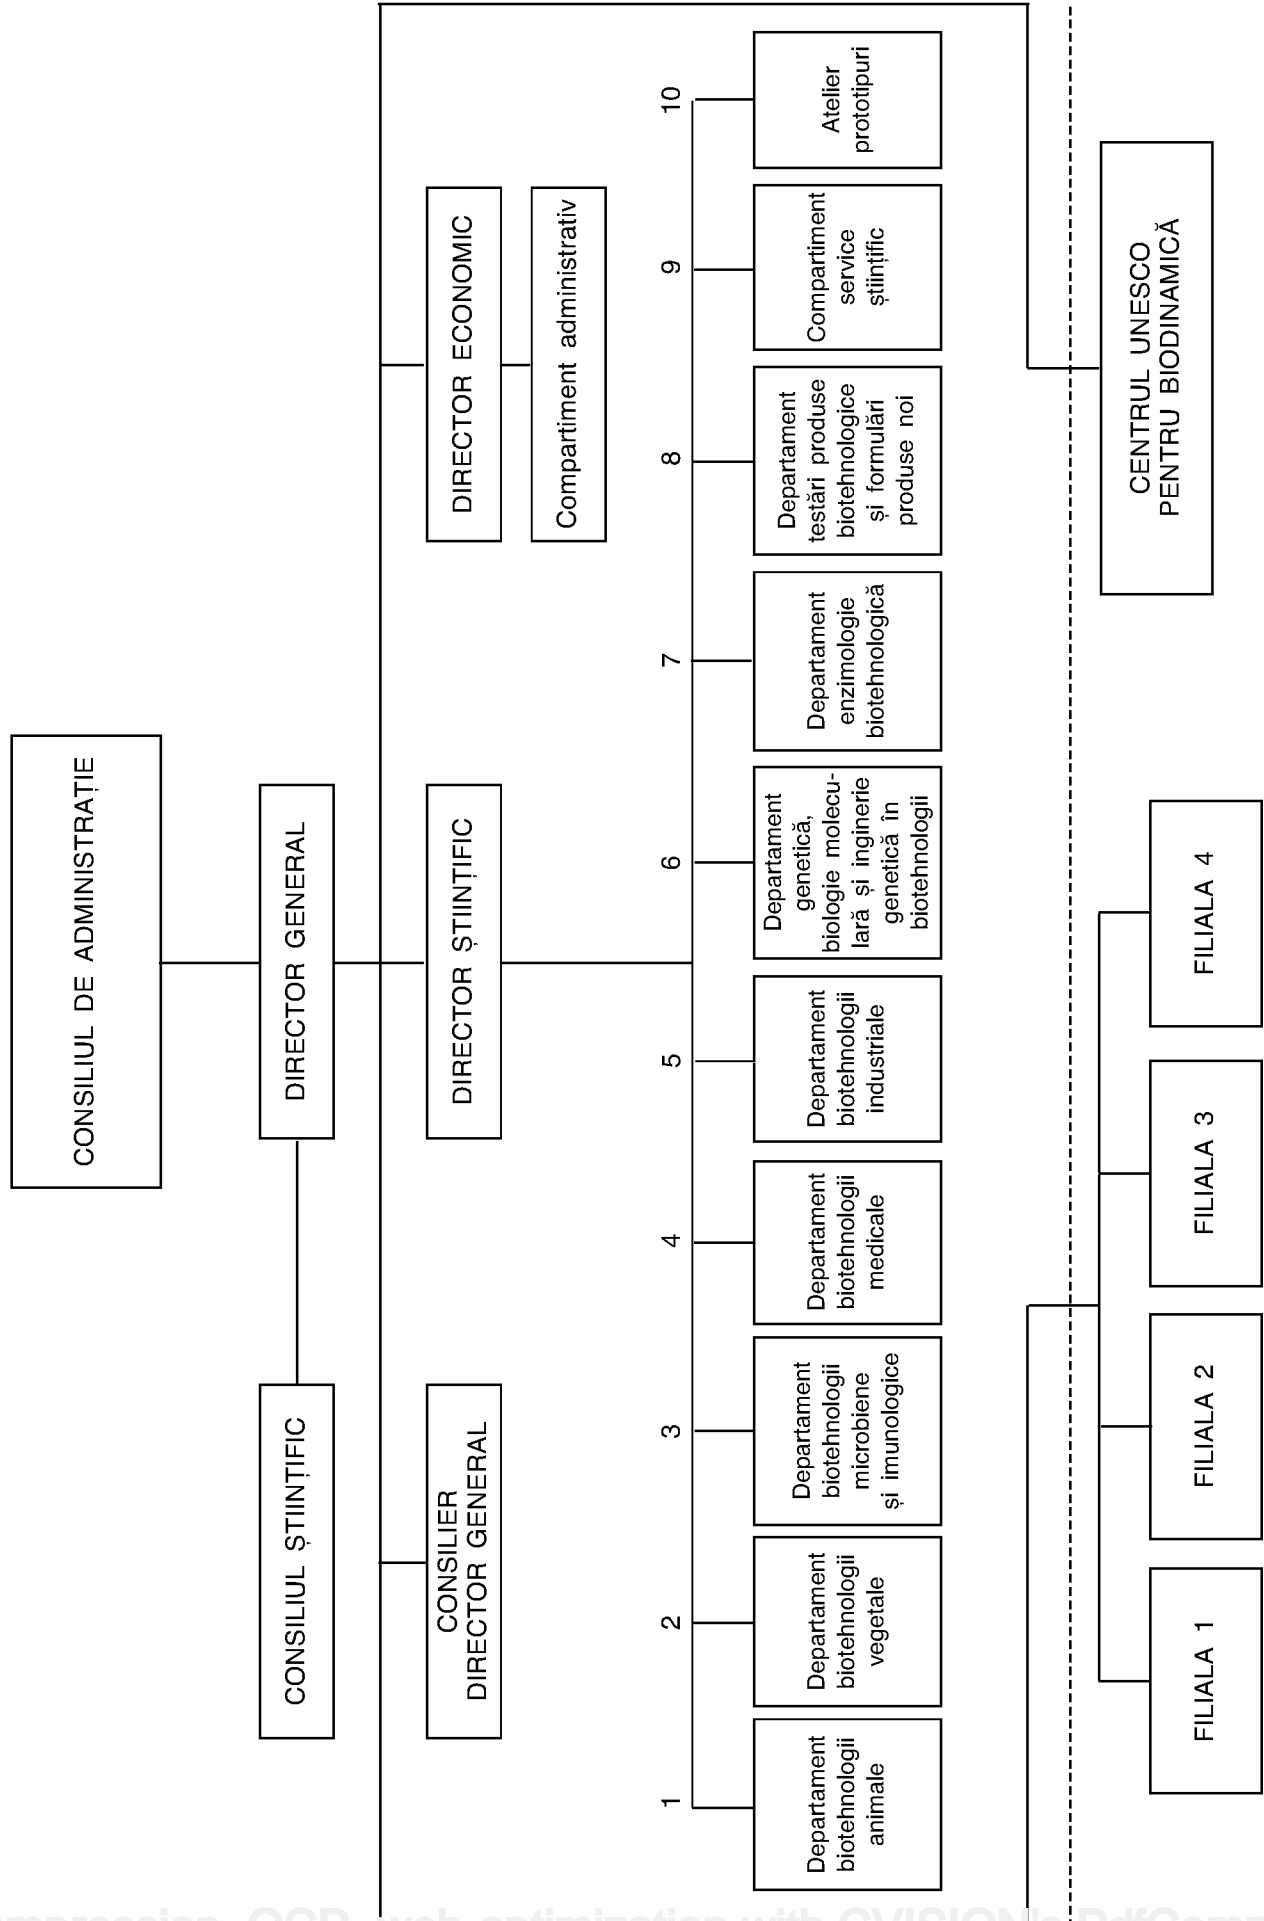 CONSILIUL DE ADMINISTRAȚIE
CONSILIUL ȘTIINȚIFIC
DIRECTOR GENERAL
CONSILIER
DIRECTOR GENERAL
DIRECTOR ȘTIINȚIFIC
DIRECTOR ECONOMIC
Compartiment administrativ
1
2
3
4
5
6
7
8
9
10
Departament
biotehnologii
animale
Departament
biotehnologii
vegetale
Departament
biotehnologii
microbiene
și imunologice
Departament
biotehnologii
medicale
Departament
biotehnologii
industriale
Departament
genetică,
biologie molecu-
lară și inginerie
genetică în
biotehnologii
Departament
enzimologie
biotehnologică
Departament
testări produse
biotehnologice
și formulări
produse noi
Compartiment
service
științific
Atelier
prototipuri
FILIALA 1
FILIALA 2
FILIALA 3
FILIALA 4
CENTRUL UNESCO
PENTRU BIODINAMICĂ